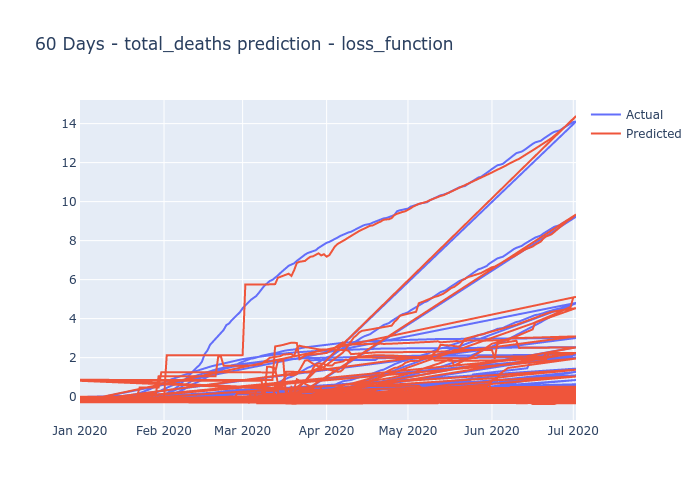 60 Days - total_deaths prediction - loss_function
Actual
Predicted
14
12
10
8
6
4
2
0
Jan 2020 Feb 2020 Mar 2020 Apr 2020 May 2020 Jun 2020 Jul 2020